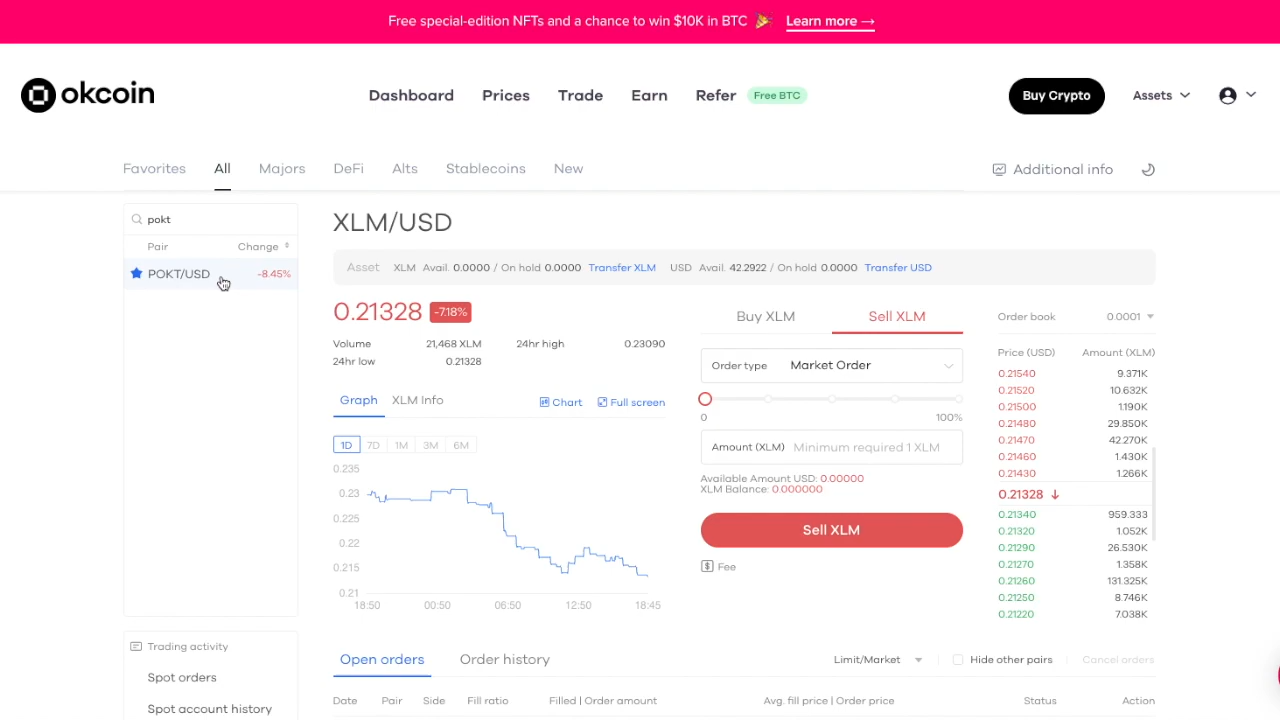 Free special-edition NFTs and a chance to win $10K in BTC 🎉 Learn more →
okcoin
Dashboard Prices Trade Earn Refer Free BTC Buy Crypto Assets
Favorites All Majors DeFi Alts Stablecoins New Additional info
pokt
Pair Change
POKT/USD -8.45%
Trading activity
Spot orders
Spot account history
XLM/USD
Asset XLM Avail. 0.0000 / On hold 0.0000 Transfer XLM USD Avail. 42.2922 / On hold 0.0000 Transfer USD
0.21328 -7.18%
Volume 21,468 XLM 24hr high 0.23090
24hr low 0.21328
Graph XLM Info Chart Full screen
1D 7D 1M 3M 6M
0.235
0.23
0.225
0.22
0.215
0.21
18:50 00:50 06:50 12:50 18:45
Buy XLM Sell XLM
Order type Market Order
0 100%
Amount (XLM) Minimum required 1 XLM
Available Amount USD: 0.00000
XLM Balance: 0.000000
Sell XLM
Fee
Order book 0.0001
Price (USD) Amount (XLM)
0.21540 9.371K
0.21520 10.632K
0.21500 1.190K
0.21480 29.850K
0.21470 42.270K
0.21460 1.430K
0.21430 1.266K
0.21328 ↓
0.21340 959.333
0.21320 1.052K
0.21290 26.530K
0.21270 1.358K
0.21260 131.325K
0.21250 8.746K
0.21220 7.038K
Open orders Order history Limit/Market Hide other pairs Cancel orders
Date Pair Side Fill ratio Filled | Order amount Avg. fill price | Order price Status Action